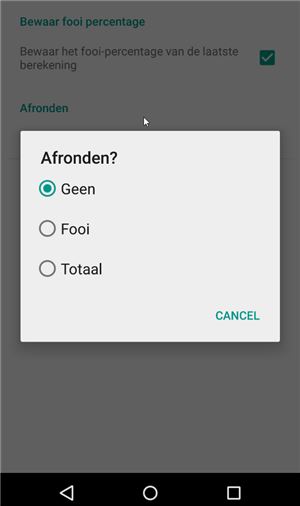 Bewaar fooi percentage
Bewaar het fooi-percentage van de laatste
berekening
Afronden
Afronden?
Geen
Fooi
Totaal
CANCEL